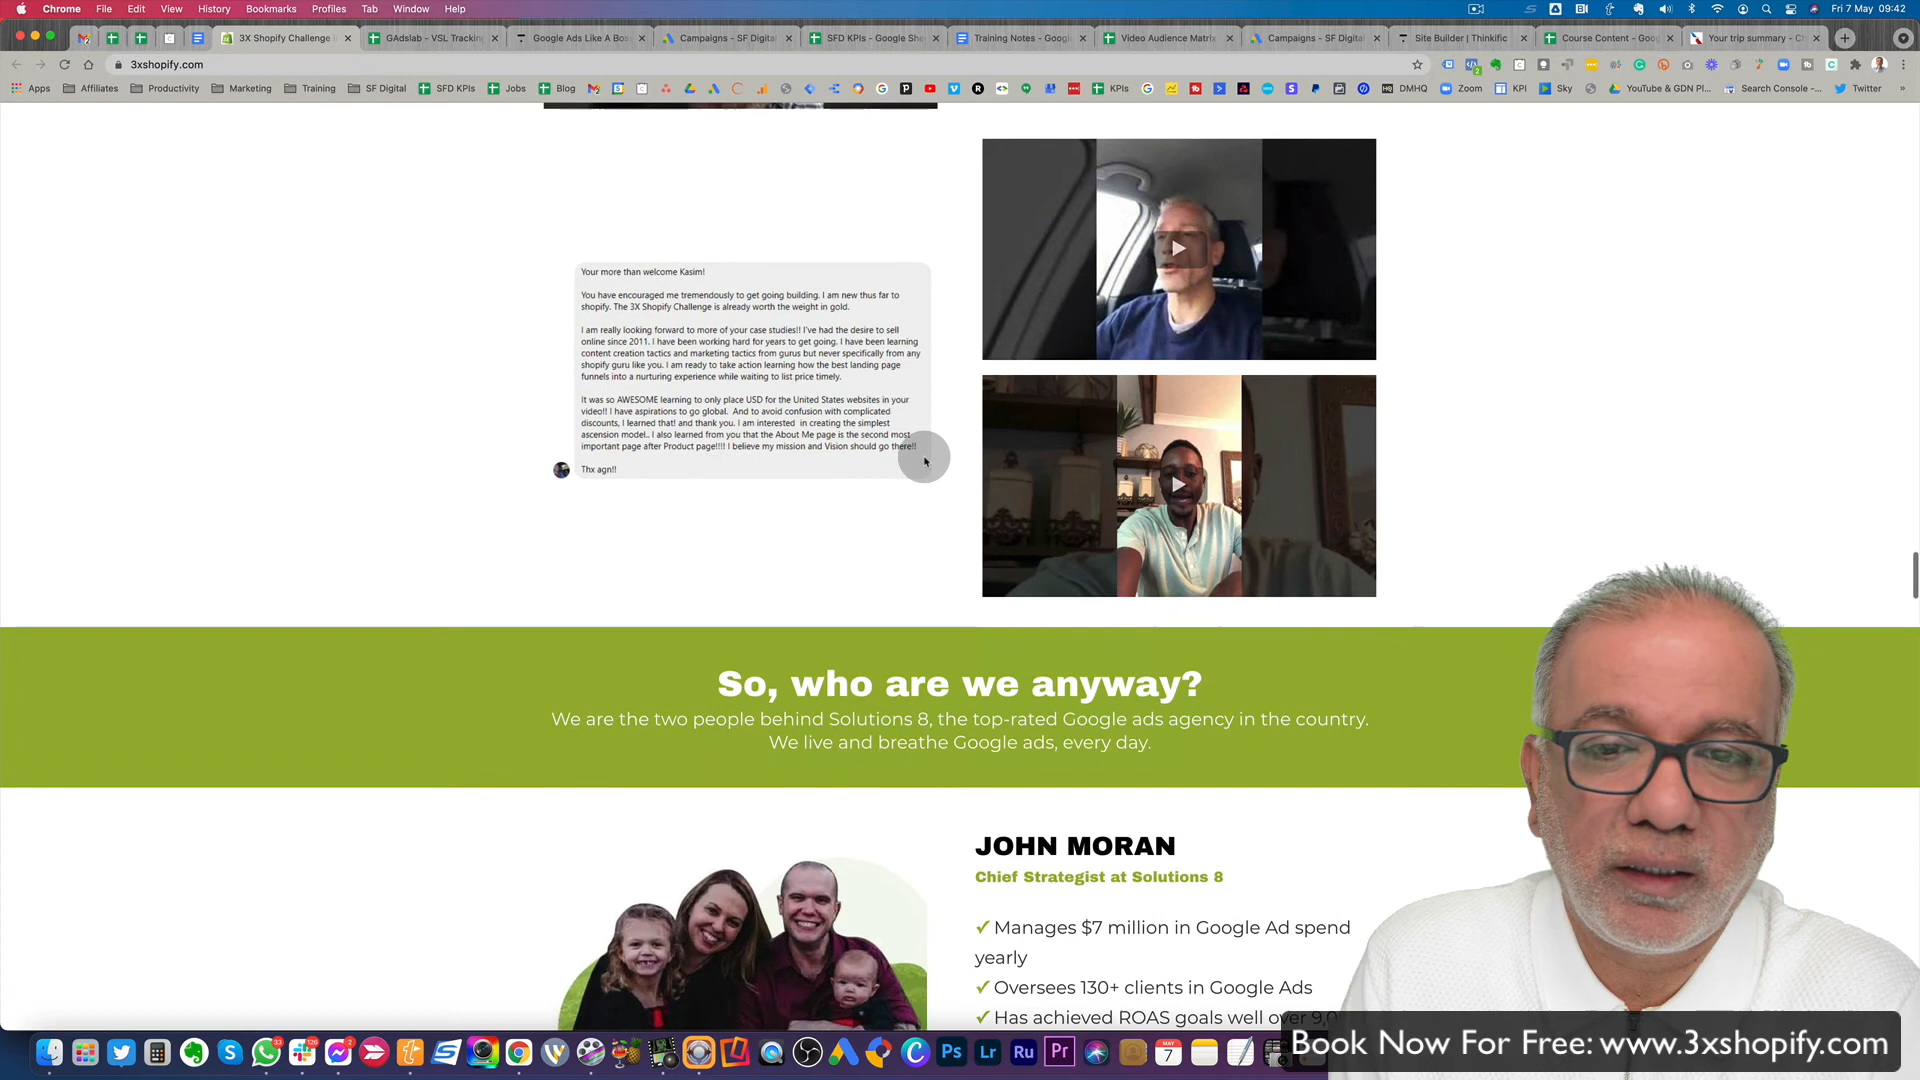 Chrome File Edit View History Bookmarks Profiles Tab Window Help Fri 7 May 09:42
3X Shopify Challenge GAdslab - VSL Tracking Google Ads Like A Bos Campaigns - SF Digital SFD KPIs - Google She Training Notes - Google Video Audience Matrix Campaigns - SF Digital Site Builder | Thinkific Course Content - Goog Your trip summary - C
3xshopify.com
Apps Affiliates Productivity Marketing Training SF Digital SFD KPIs Jobs Blog KPIs DMHQ Zoom KPI Sky YouTube & GDN Pl... Search Console -... Twitter
Your more than welcome Kasim!
You have encouraged me tremendously to get going building. I am new thus far to
shopify. The 3X Shopify Challenge is already worth the weight in gold.
I am really looking forward to more of your case studies!! I've had the desire to sell
online since 2011. I have been working hard for years to get going. I have been learning
content creation tactics and marketing tactics from gurus but never specifically from any
shopify guru like you. I am ready to take action learning how the best landing page
funnels into a nurturing experience while waiting to list price timely.
It was so AWESOME learning to only place USD for the United States websites in your
video!! I have aspirations to go global. And to avoid confusion with complicated
discounts, I learned that! and thank you. I am interested in creating the simplest
ascension model.. I also learned from you that the About Me page is the second most
important page after Product page!!!! I believe my mission and Vision should go there!!
Thx agn!!
So, who are we anyway?
We are the two people behind Solutions 8, the top-rated Google ads agency in the country.
We live and breathe Google ads, every day.
JOHN MORAN
Chief Strategist at Solutions 8
✓ Manages $7 million in Google Ad spend
yearly
✓ Oversees 130+ clients in Google Ads
✓ Has achieved ROAS goals well over 9,0
Book Now For Free: www.3xshopify.com